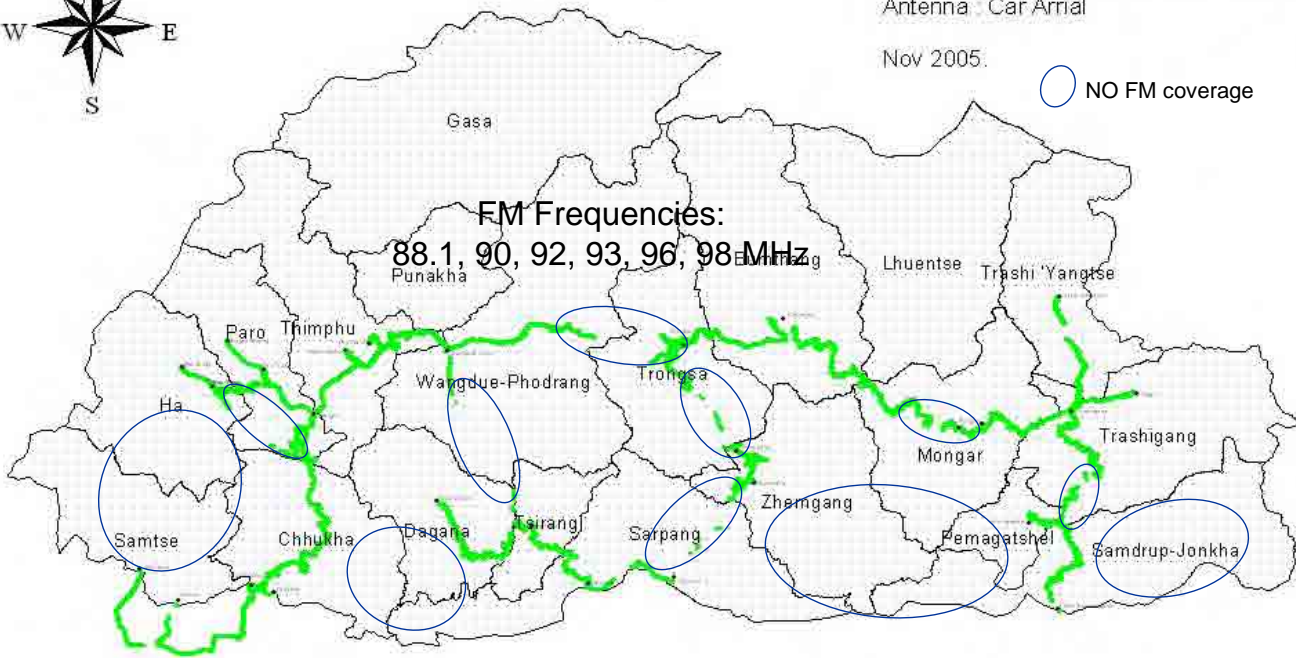 Antenna : Car Arrial
W E
Nov 2005.
S
NO FM coverage
Gasa
FM Frequencies:
88.1, 90, 92, 93, 96, 98 MHz
Bumthang
Lhuentse
Trashi 'Yangtse
Punakha
Paro
Thimphu
Wangdue-Phodrang
Trongsa
Ha
Trashigang
Mongar
Zhemgang
Samtse
Chhukha
Dagana
Tsirang
Sarpang
Pemagatshel
Samdrup-Jonkha